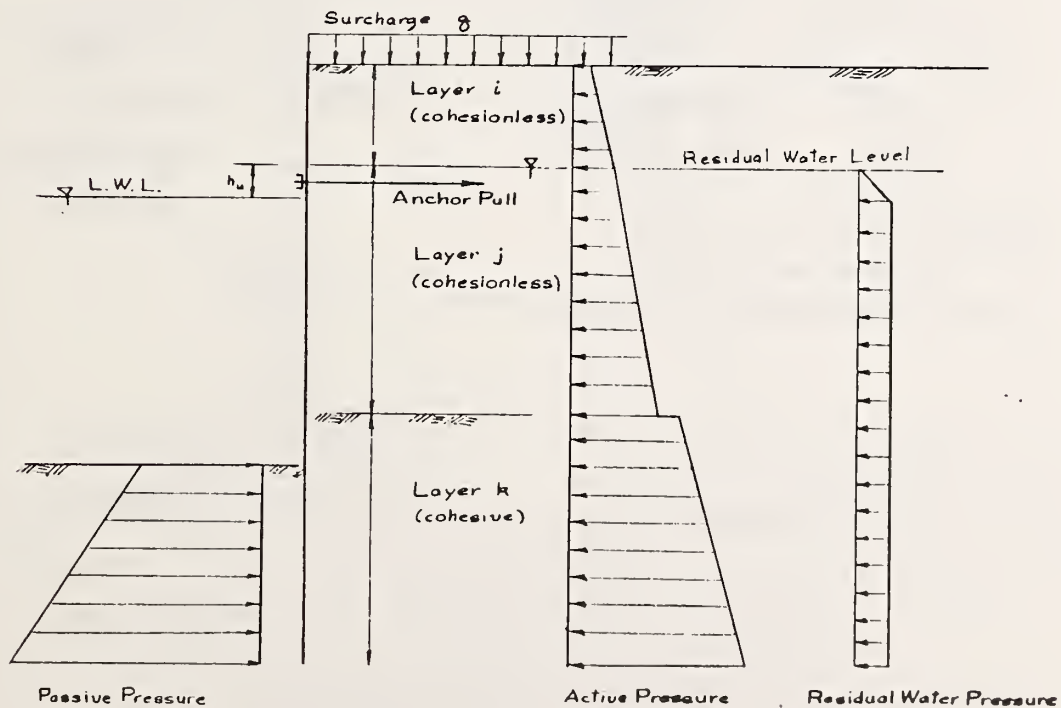 Surcharge q
Layer i
(cohesionless)
Residual Water Level
hw
L.W.L.
Anchor Pull
Layer j
(cohesionless)
Layer k
(cohesive)
Passive Pressure
Active Pressure
Residual Water Pressure